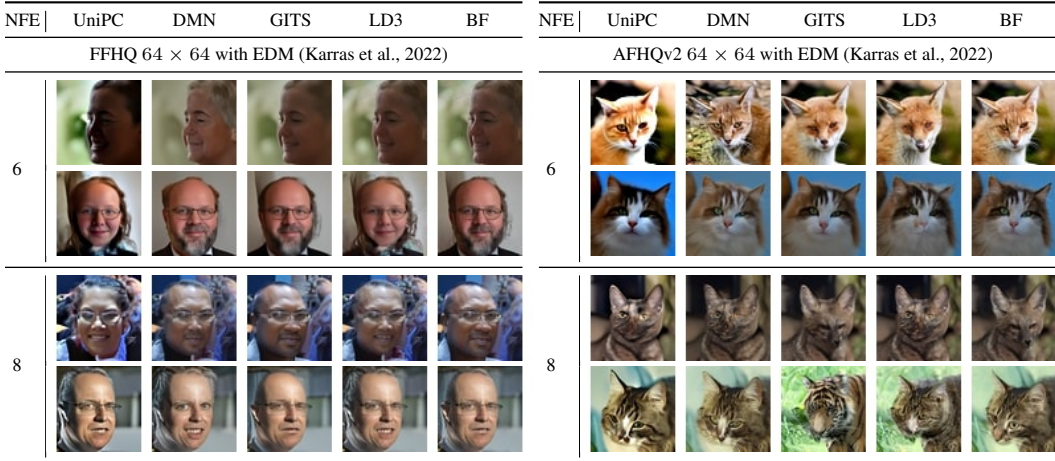 NFE UniPC DMN GITS LD3 BF
FFHQ 64 × 64 with EDM (Karras et al., 2022)
6
8
NFE UniPC DMN GITS LD3 BF
AFHQv2 64 × 64 with EDM (Karras et al., 2022)
6
8